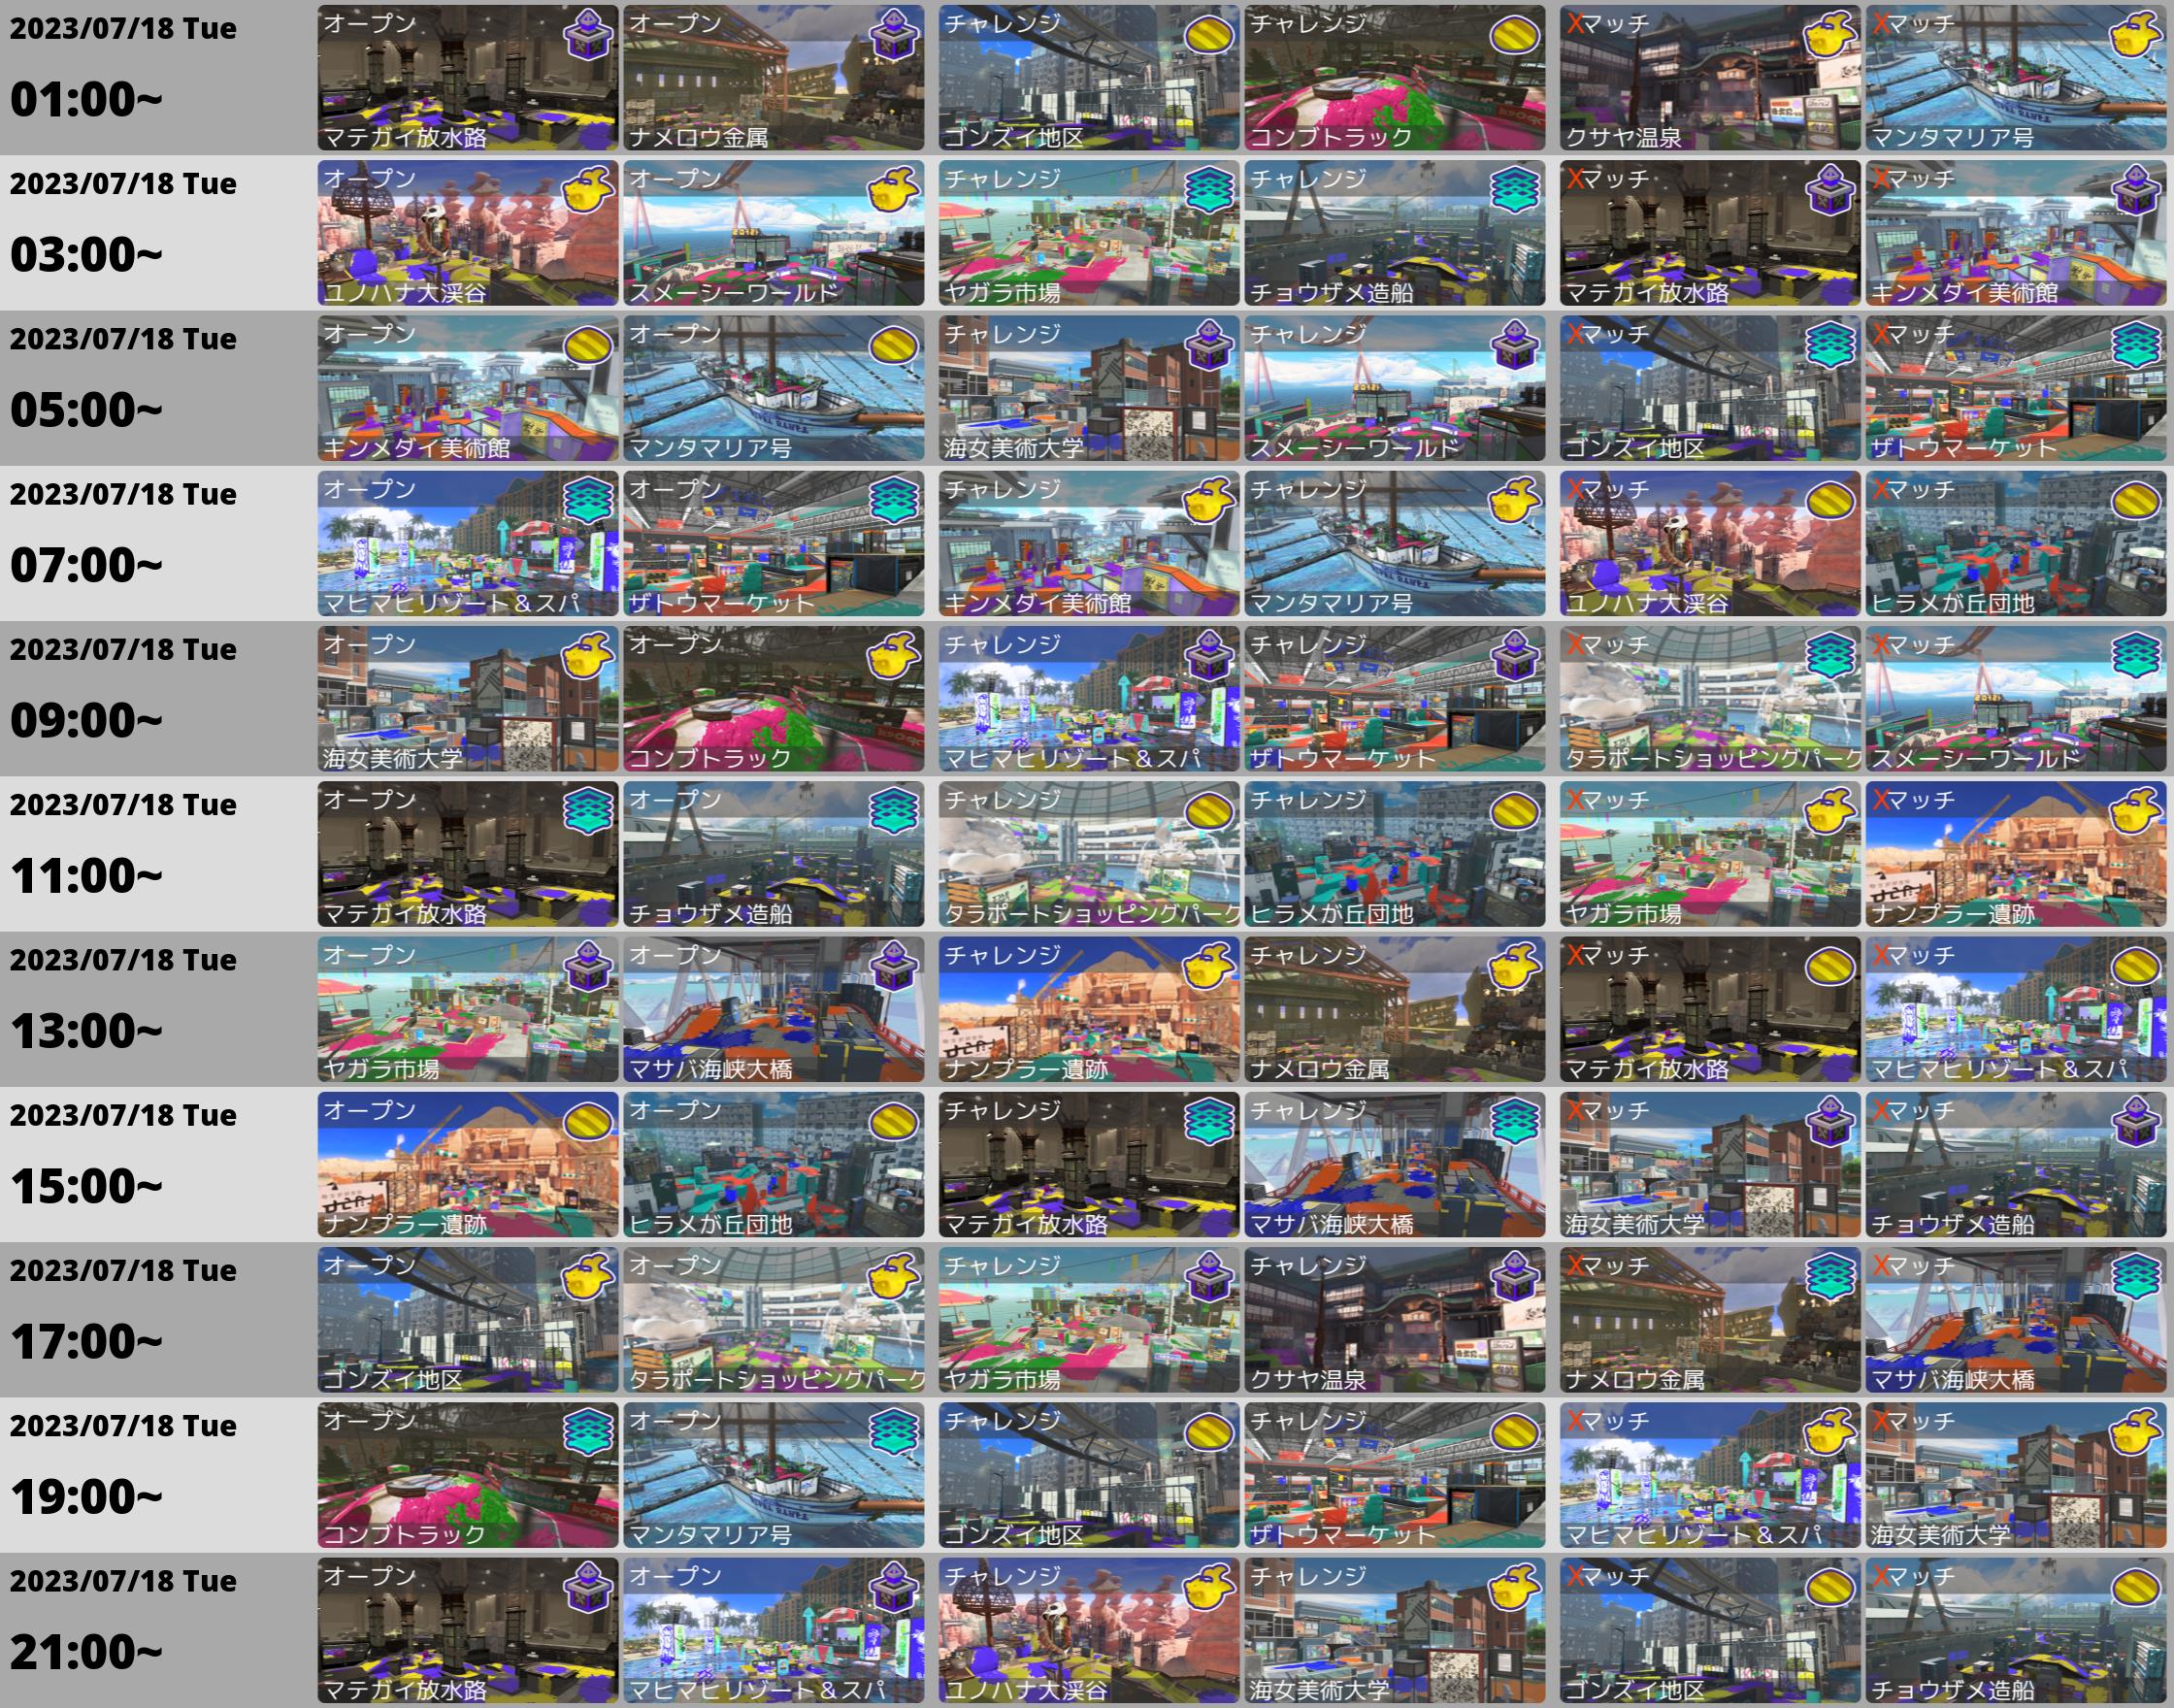 2023/07/18 Tue
01:00~
オープン
マテガイ放水路
オープン
ナメロウ金属
チャレンジ
ゴンズイ地区
チャレンジ
コンブトラック
Xマッチ
クサヤ温泉
Xマッチ
マンタマリア号
2023/07/18 Tue
03:00~
オープン
ユノハナ大渓谷
オープン
スメーシーワールド
チャレンジ
ヤガラ市場
チャレンジ
チョウザメ造船
Xマッチ
マテガイ放水路
Xマッチ
キンメダイ美術館
2023/07/18 Tue
05:00~
オープン
キンメダイ美術館
オープン
マンタマリア号
チャレンジ
海女美術大学
チャレンジ
スメーシーワールド
Xマッチ
ゴンズイ地区
Xマッチ
ザトウマーケット
2023/07/18 Tue
07:00~
オープン
マヒマヒリゾート＆スパ
オープン
ザトウマーケット
チャレンジ
キンメダイ美術館
チャレンジ
マンタマリア号
Xマッチ
ユノハナ大渓谷
Xマッチ
ヒラメが丘団地
2023/07/18 Tue
09:00~
オープン
海女美術大学
オープン
コンブトラック
チャレンジ
マヒマヒリゾート＆スパ
チャレンジ
ザトウマーケット
Xマッチ
タラポートショッピングパーク
Xマッチ
スメーシーワールド
2023/07/18 Tue
11:00~
オープン
マテガイ放水路
オープン
チョウザメ造船
チャレンジ
タラポートショッピングパーク
チャレンジ
ヒラメが丘団地
Xマッチ
ヤガラ市場
Xマッチ
ナンプラー遺跡
2023/07/18 Tue
13:00~
オープン
ヤガラ市場
オープン
マサバ海峡大橋
チャレンジ
ナンプラー遺跡
チャレンジ
ナメロウ金属
Xマッチ
マテガイ放水路
Xマッチ
マヒマヒリゾート＆スパ
2023/07/18 Tue
15:00~
オープン
ナンプラー遺跡
オープン
ヒラメが丘団地
チャレンジ
マテガイ放水路
チャレンジ
マサバ海峡大橋
Xマッチ
海女美術大学
Xマッチ
チョウザメ造船
2023/07/18 Tue
17:00~
オープン
ゴンズイ地区
オープン
タラポートショッピングパーク
チャレンジ
ヤガラ市場
チャレンジ
クサヤ温泉
Xマッチ
ナメロウ金属
Xマッチ
マサバ海峡大橋
2023/07/18 Tue
19:00~
オープン
コンブトラック
オープン
マンタマリア号
チャレンジ
ゴンズイ地区
チャレンジ
ザトウマーケット
Xマッチ
マヒマヒリゾート＆スパ
Xマッチ
海女美術大学
2023/07/18 Tue
21:00~
オープン
マテガイ放水路
オープン
マヒマヒリゾート＆スパ
チャレンジ
ユノハナ大渓谷
チャレンジ
海女美術大学
Xマッチ
ゴンズイ地区
Xマッチ
チョウザメ造船